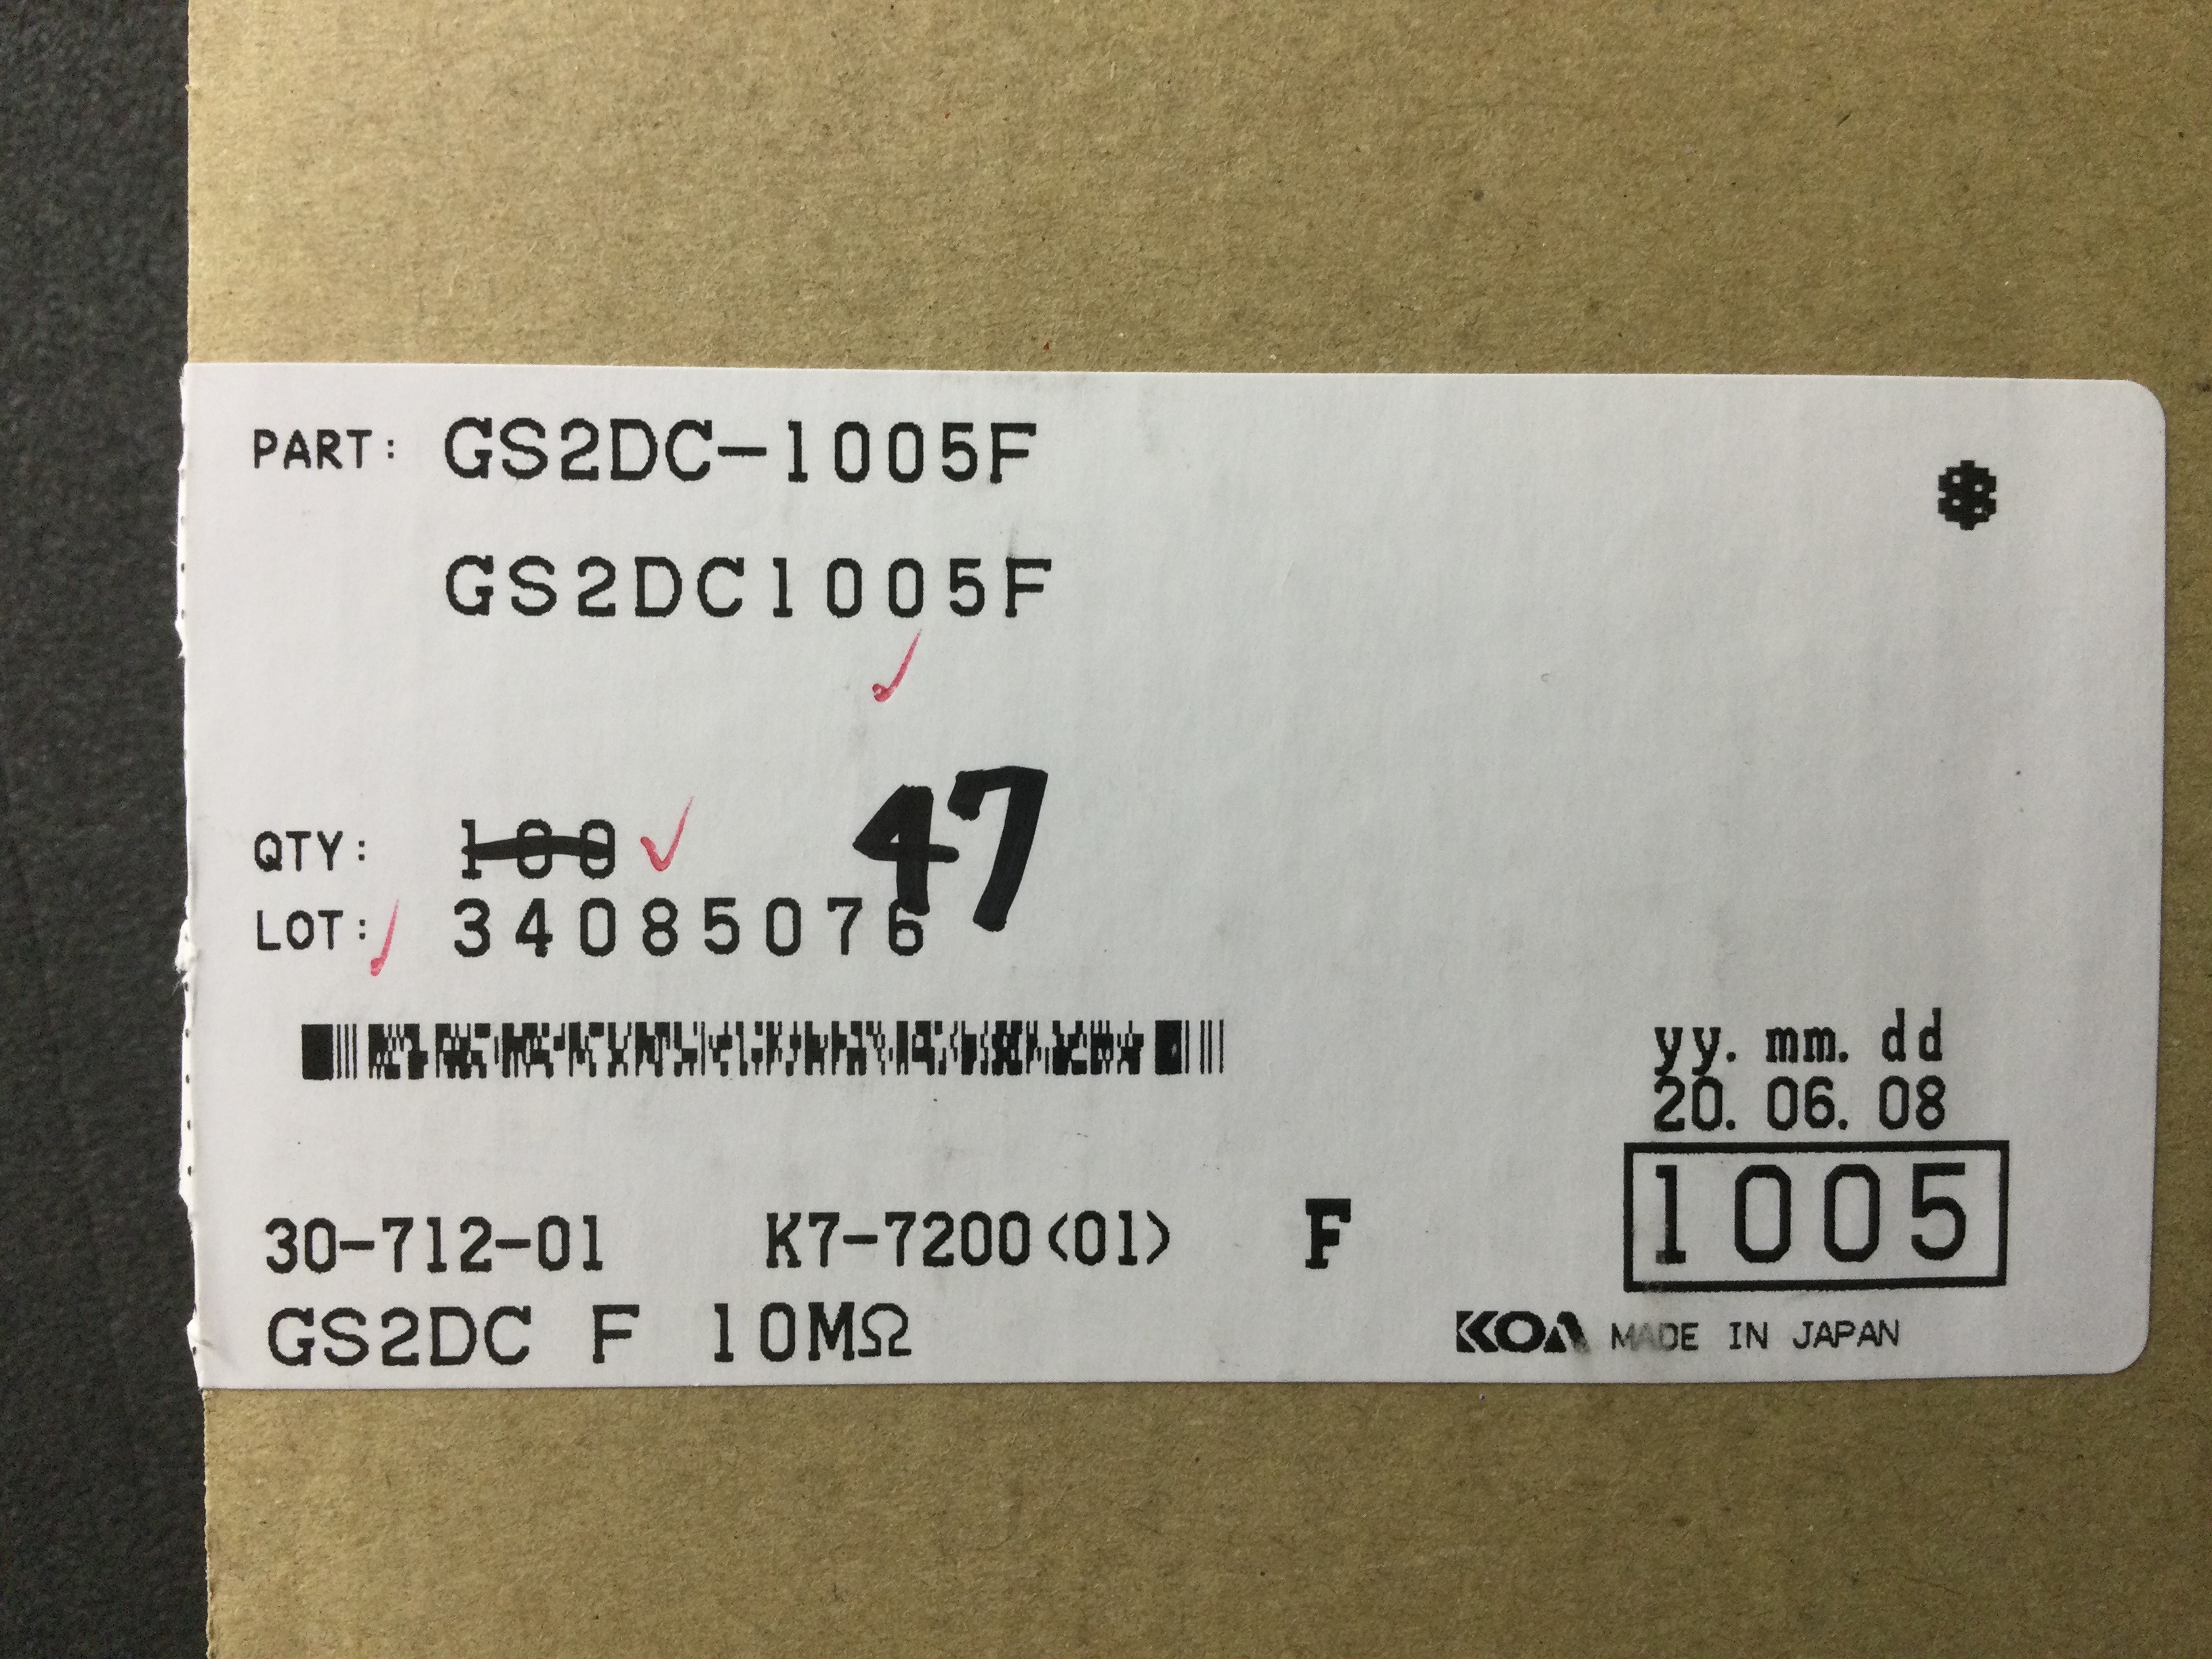 PART: GS2DC-1005F
*
GS2DC1005F
47
QTY: 100
LOT: 34085076
yy. mm. dd
20. 06. 08
1005
30-712-01 K7-7200<01> F
GS2DC F 10MΩ
KOA MADE IN JAPAN